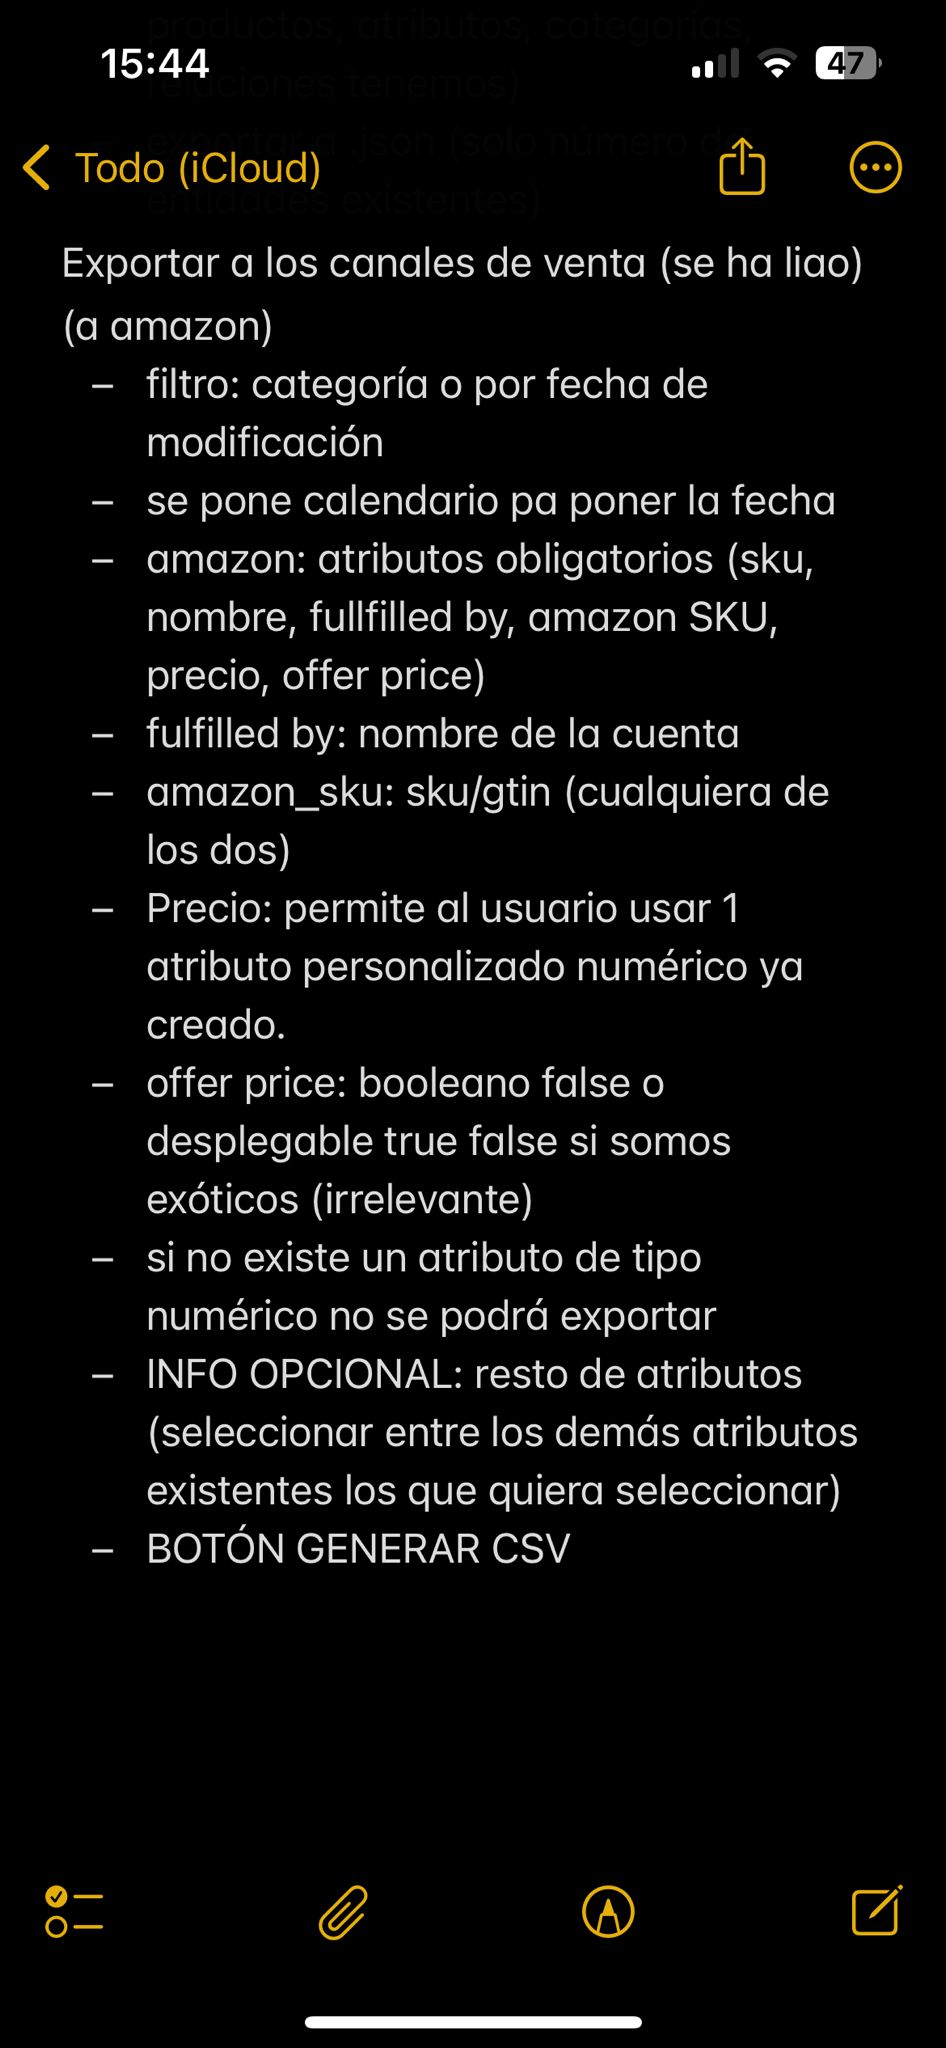 productos, atributos, categorías,
15:44
47
relaciones tenemos)
exportar a .json (solo número d
Todo (iCloud)
entidades existentes)
Exportar a los canales de venta (se ha liao)
(a amazon)
– filtro: categoría o por fecha de
modificación
– se pone calendario pa poner la fecha
– amazon: atributos obligatorios (sku,
nombre, fullfilled by, amazon SKU,
precio, offer price)
– fulfilled by: nombre de la cuenta
– amazon_sku: sku/gtin (cualquiera de
los dos)
– Precio: permite al usuario usar 1
atributo personalizado numérico ya
creado.
– offer price: booleano false o
desplegable true false si somos
exóticos (irrelevante)
– si no existe un atributo de tipo
numérico no se podrá exportar
– INFO OPCIONAL: resto de atributos
(seleccionar entre los demás atributos
existentes los que quiera seleccionar)
– BOTÓN GENERAR CSV